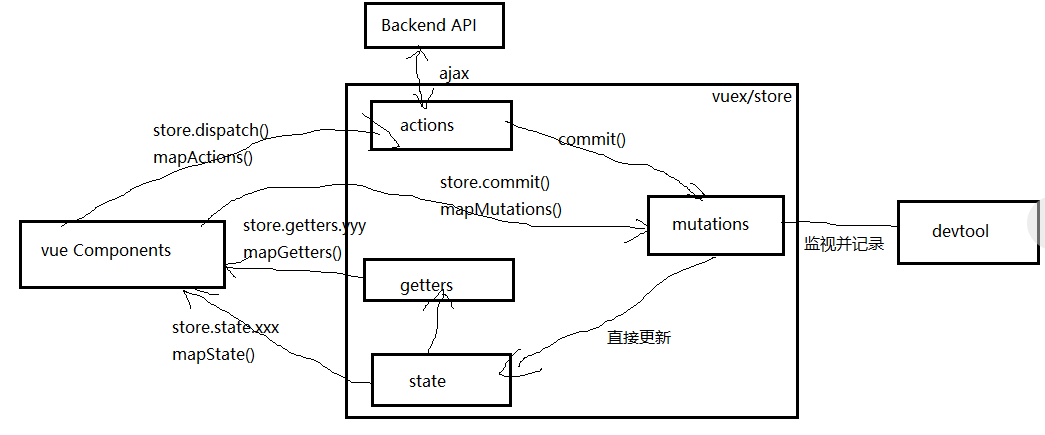 Backend API
ajax
vuex/store
actions
store.dispatch()
mapActions()
commit()
store.commit()
mapMutations()
mutations
devtool
监视并记录
vue Components
store.getters.yyy
mapGetters()
getters
store.state.xxx
mapState()
直接更新
state